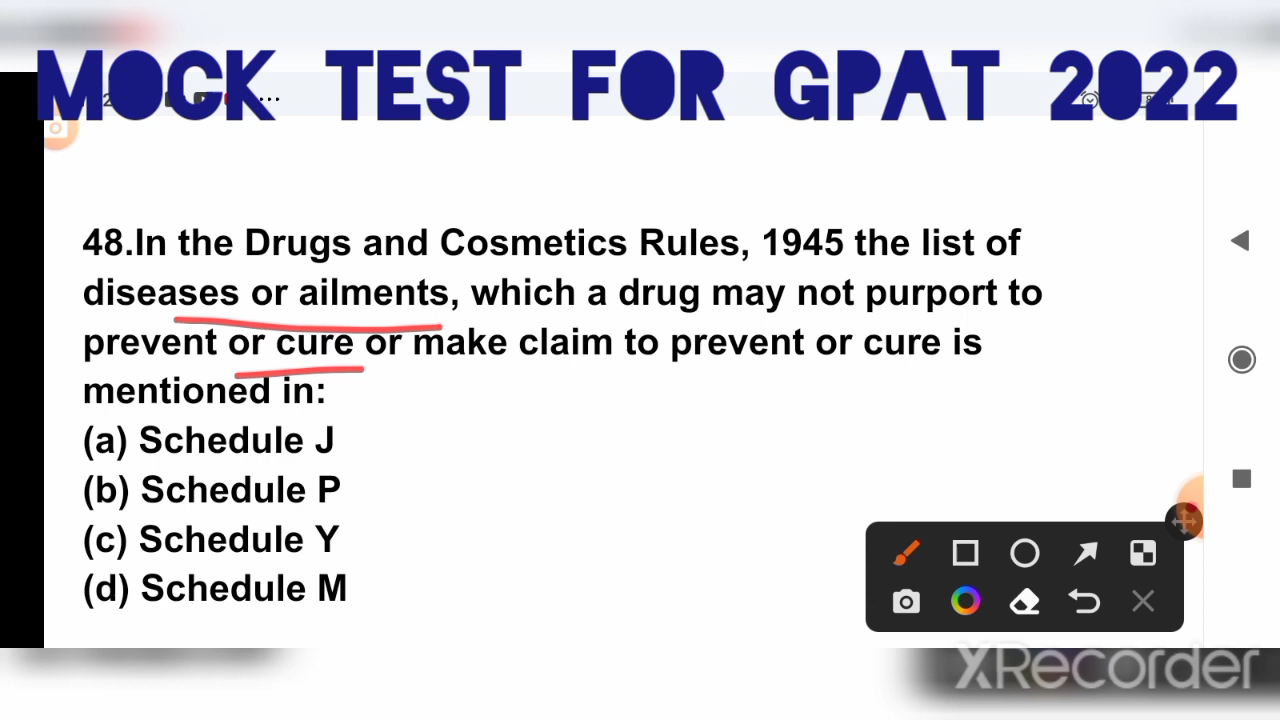 MOCK TEST FOR GPAT 2022
48.In the Drugs and Cosmetics Rules, 1945 the list of
diseases or ailments, which a drug may not purport to
prevent or cure or make claim to prevent or cure is
mentioned in:
(a) Schedule J
(b) Schedule P
(c) Schedule Y
(d) Schedule M
XRecorder